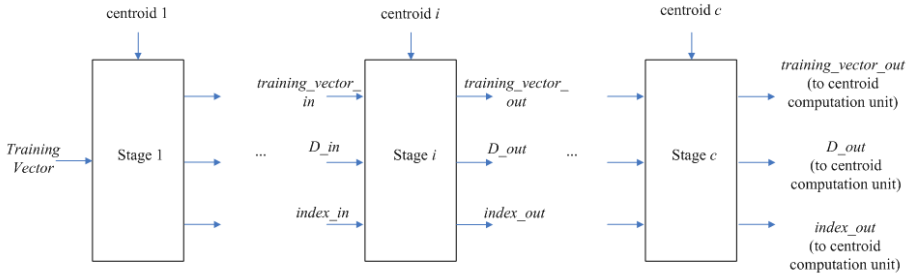 centroid 1
centroid i
centroid c
Training
Vector
Stage 1
...
training_vector_
in
D_in
index_in
Stage i
training_vector_
out
D_out
index_out
...
Stage c
training_vector_out
(to centroid
computation unit)
D_out
(to centroid
computation unit)
index_out
(to centroid
computation unit)